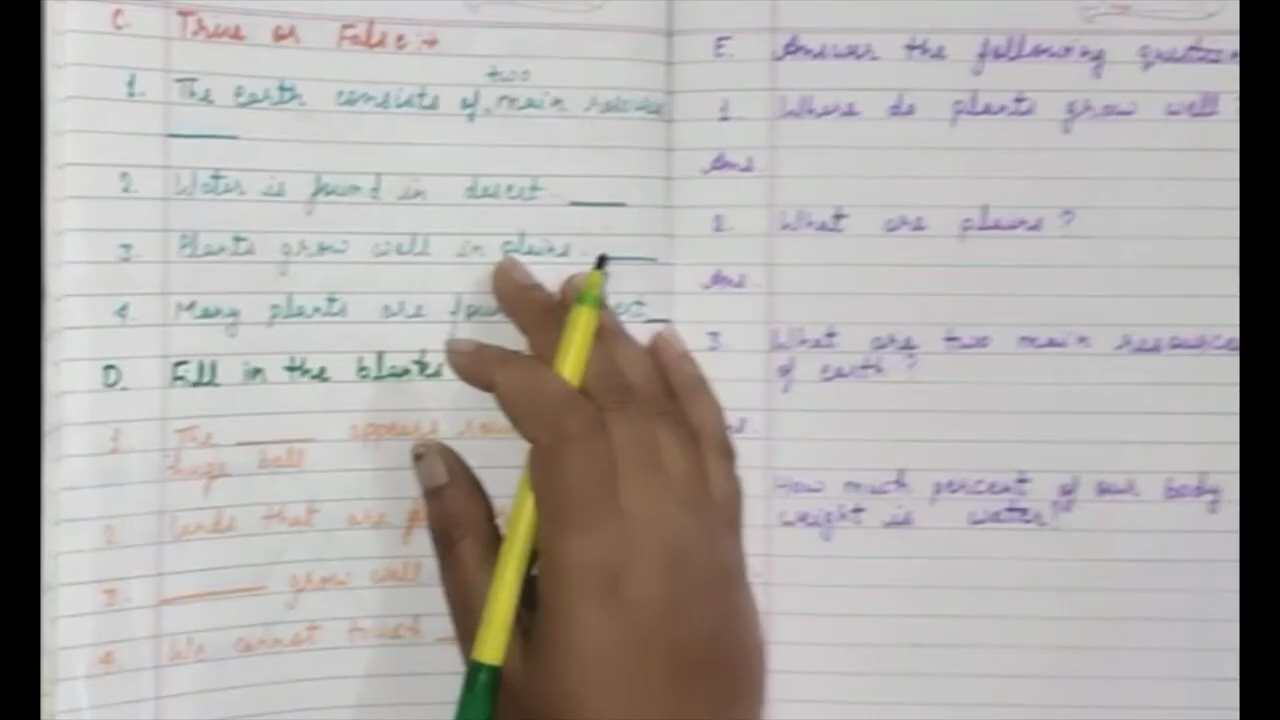 C. True or False :→
two
1. The Earth consists of, main
2. Water is found in desert
3. Plants grow well in plains.
4. Many plants are
D. Fill in the blanks
1. The ____ appears
huge ball
2. Lands that are
3. ____ grow well
4. We cannot touch
E. Answer the following question
1. Where do plants grow well ?
Ans.
2. What are plains?
Ans.
3. What are two main resources
of earth?
How much percent of our body
weight is water?